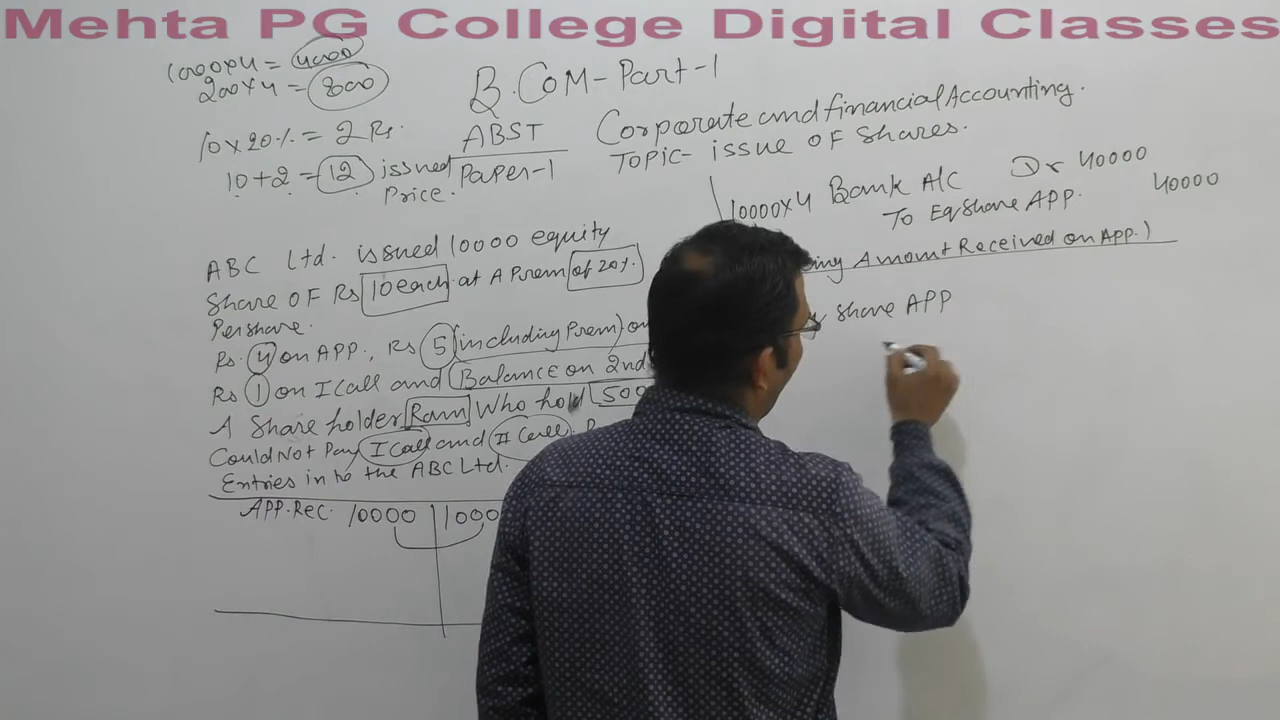 Mehta PG College Digital Classes
10000×4 = 4000
200×4 = 800
10×20% = 2 Rs.
10+2 = 12 issued Price.
B.COM-Part-1
ABST
Paper-1
Corporate and financial Accounting.
TOPIC- issue OF Shares.
ABC Ltd. issued 10000 equity
Share OF Rs 10 each at A Prem of 20%.
Per share.
Rs. 4 on APP., Rs 5 (including Prem) on
Rs 1 on I Call and Balance on 2nd
A Share holder Ram Who hold 500
Could Not Pay I Call and II Call.
Entries in to the ABC Ltd.
APP. Rec. 10000 | 1000
10000×4 Bank A/C Dr 40000
To Eq Share APP. 40000
Amount Received on APP.)
Share APP